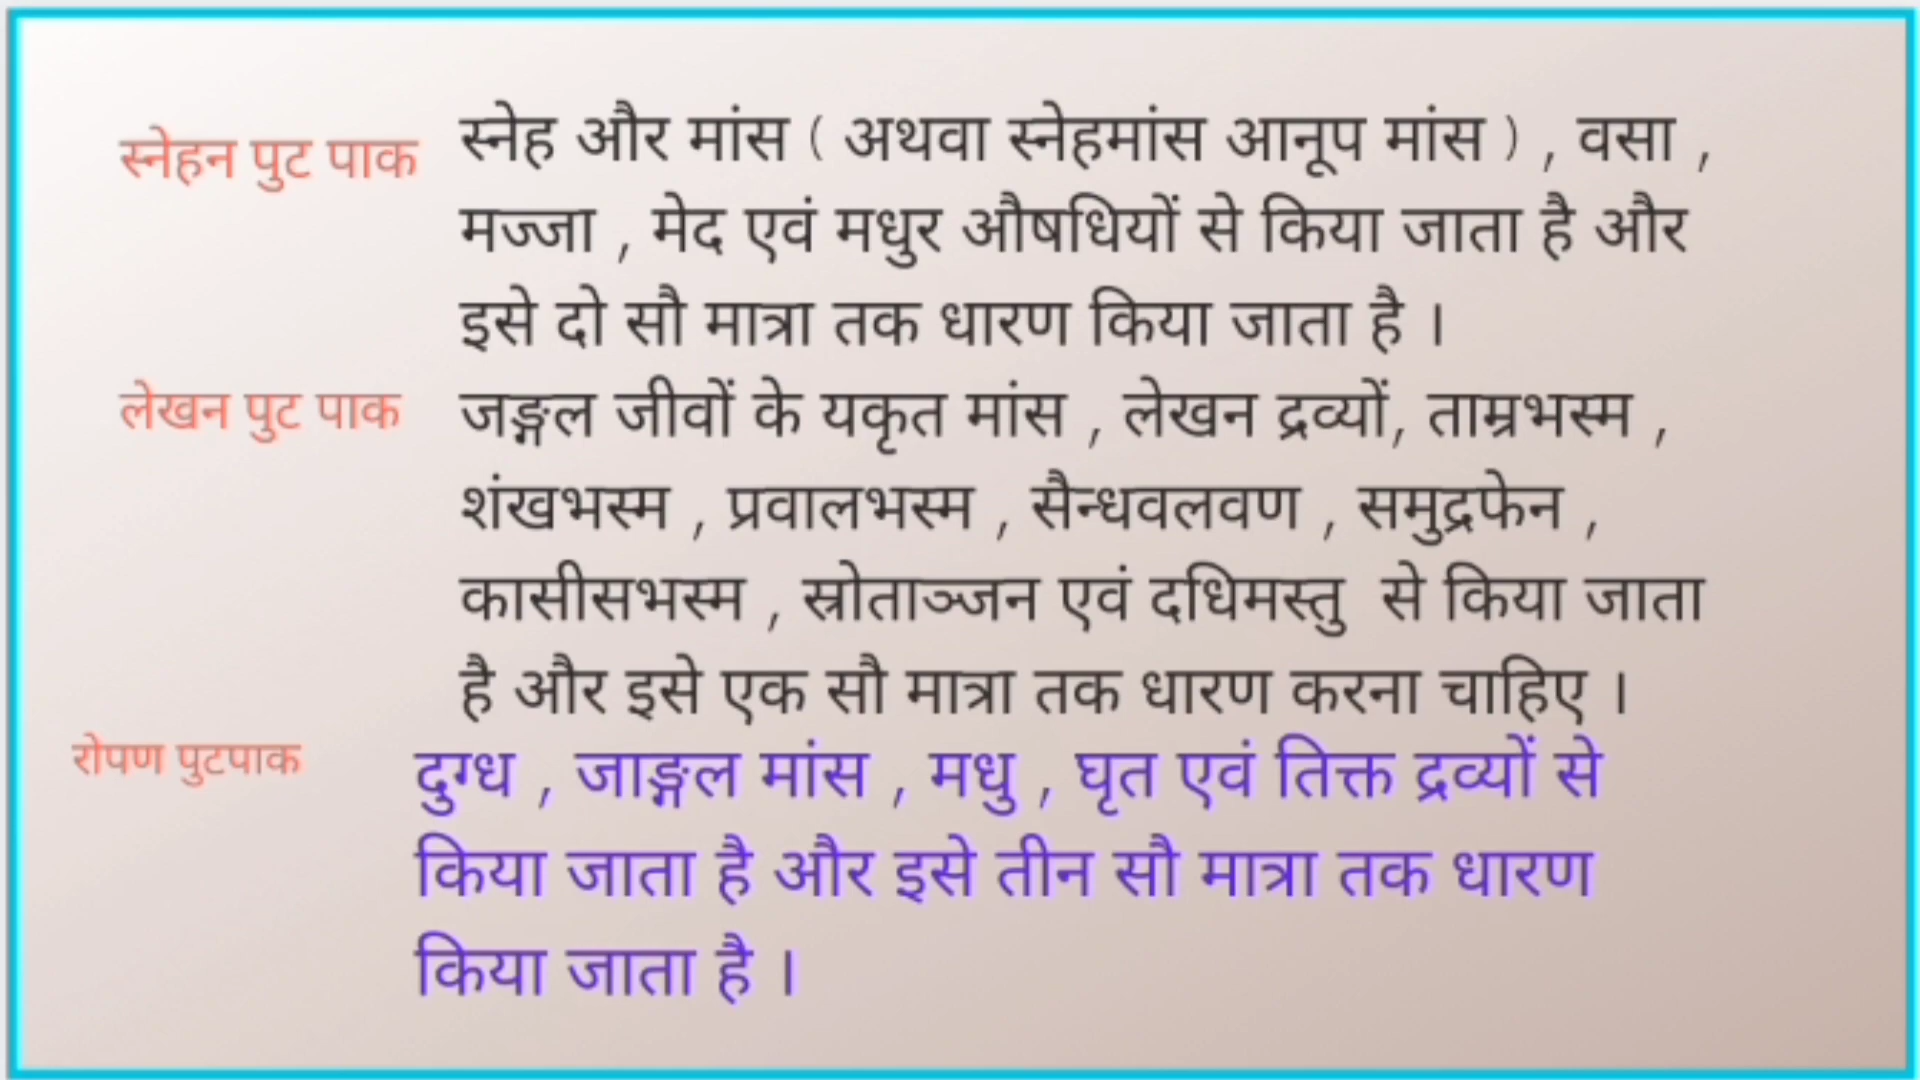 स्नेहन पुट पाक
स्नेह और मांस ( अथवा स्नेहमांस आनूप मांस ) , वसा ,
मज्जा , मेद एवं मधुर औषधियों से किया जाता है और
इसे दो सौ मात्रा तक धारण किया जाता है ।
लेखन पुट पाक
जङ्गल जीवों के यकृत मांस , लेखन द्रव्यों, ताम्रभस्म ,
शंखभस्म , प्रवालभस्म , सैन्धवलवण , समुद्रफेन ,
कासीसभस्म , स्रोताञ्जन एवं दधिमस्तु से किया जाता
है और इसे एक सौ मात्रा तक धारण करना चाहिए ।
रोपण पुटपाक
दुग्ध , जाङ्गल मांस , मधु , घृत एवं तिक्त द्रव्यों से
किया जाता है और इसे तीन सौ मात्रा तक धारण
किया जाता है ।